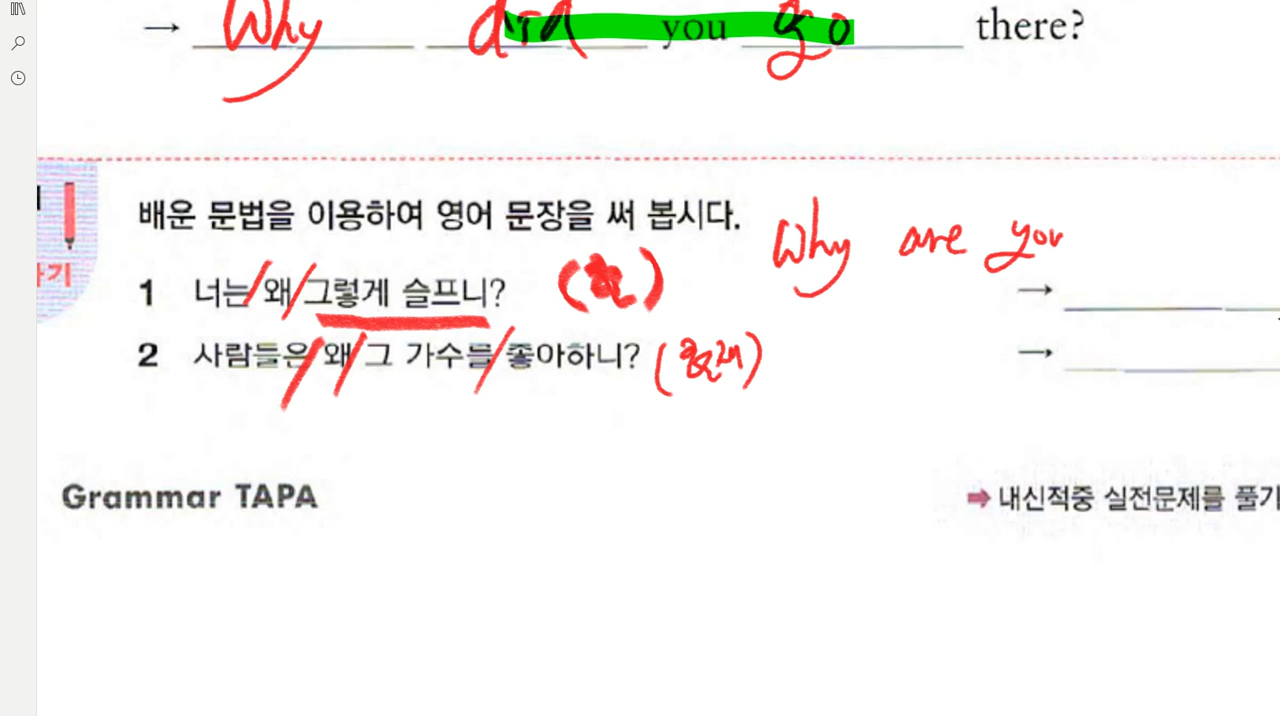 → Why did you go there?
배운 문법을 이용하여 영어 문장을 써 봅시다. Why are you
기
1 너는 왜 그렇게 슬프니? →
2 사람들은 왜 그 가수를 좋아하니? (현재) →
Grammar TAPA ➡ 내신적중 실전문제를 풀기